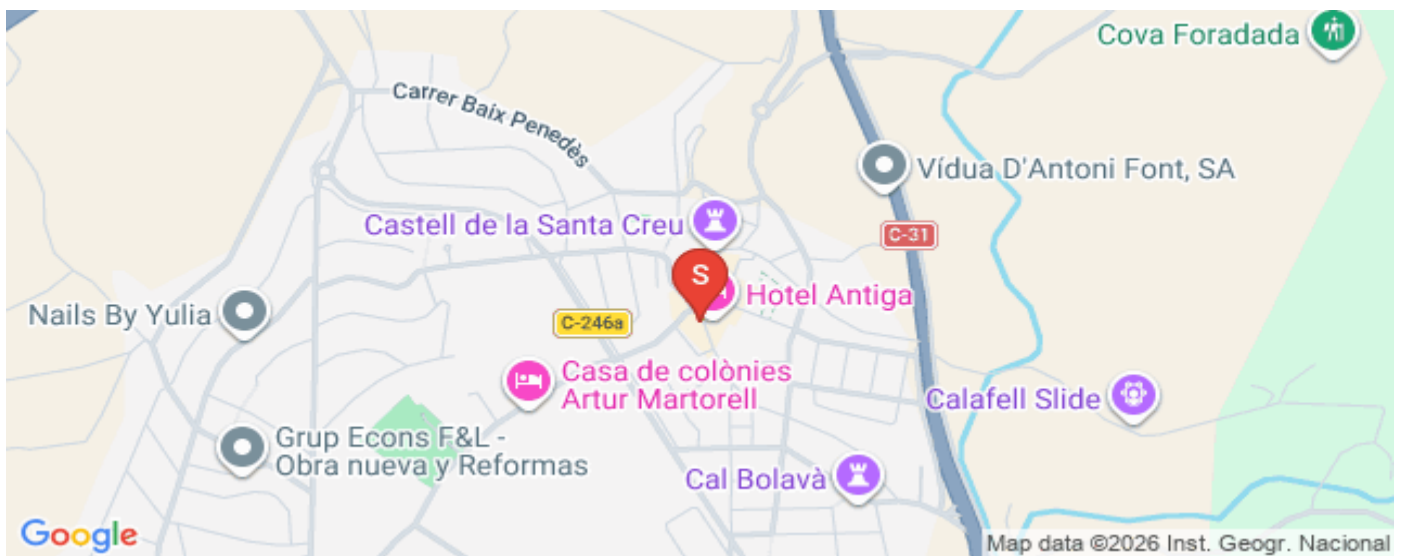 Cova Foradada
Carrer Baix Penedès
Vídua D'Antoni Font, SA
Castell de la Santa Creu
C-31
S
Hotel Antiga
Nails By Yulia
C-246a
Casa de colònies
Artur Martorell
Calafell Slide
Grup Econs F&L -
Obra nueva y Reformas
Cal Bolavà
Google
Map data ©2026 Inst. Geogr. Nacional